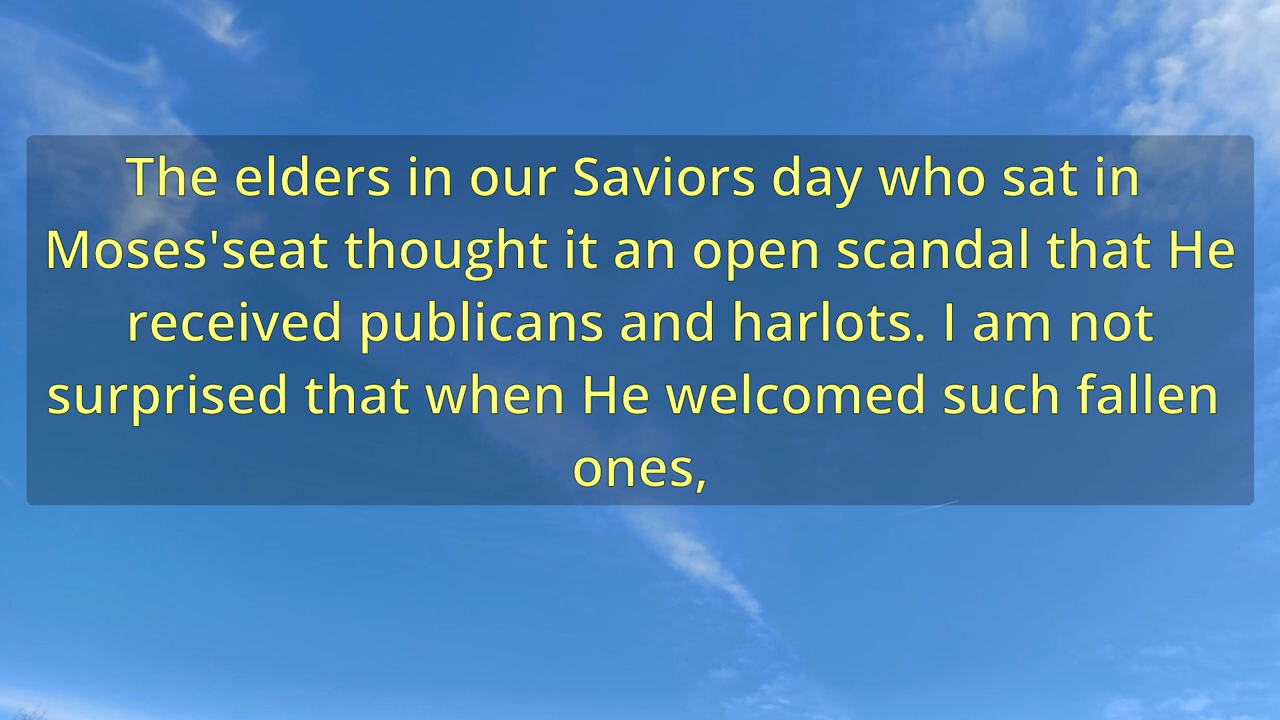 The elders in our Saviors day who sat in
Moses'seat thought it an open scandal that He
received publicans and harlots. I am not
surprised that when He welcomed such fallen
ones,